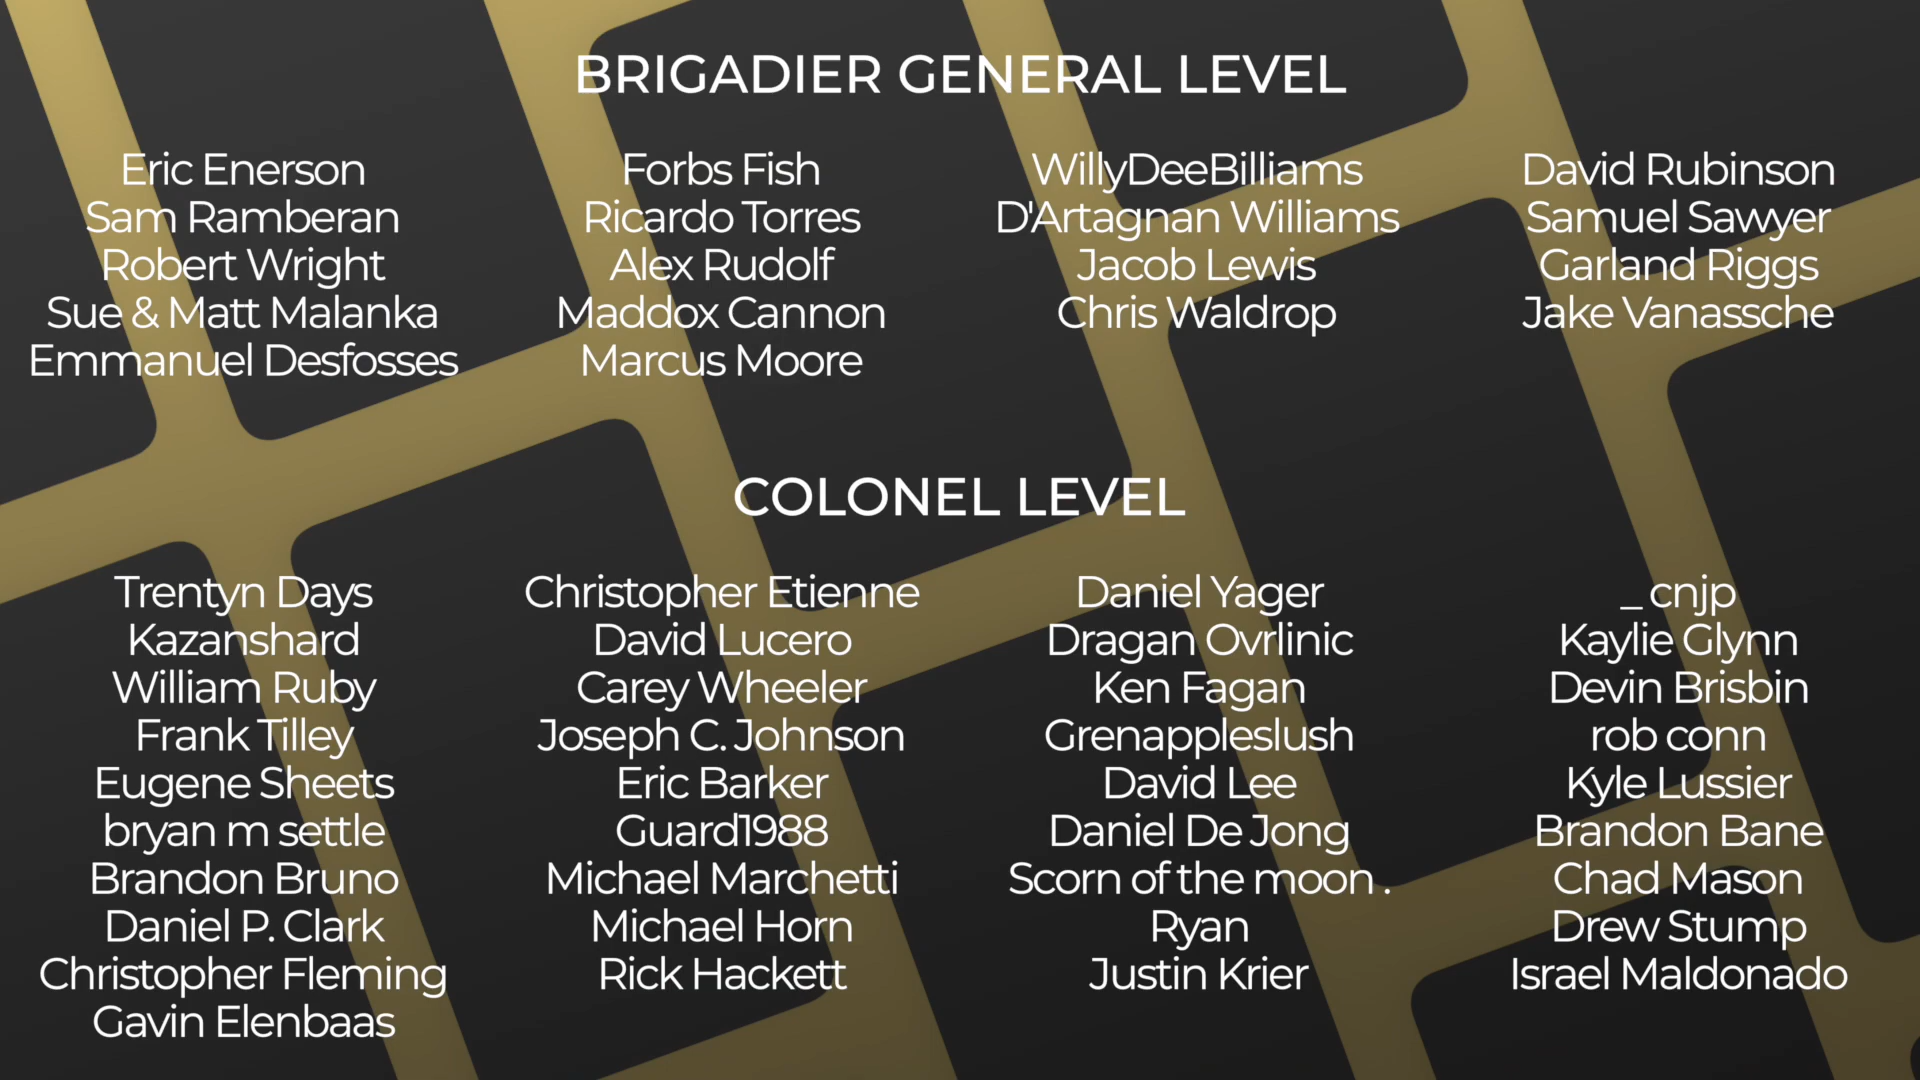 BRIGADIER GENERAL LEVEL
Eric Enerson
Sam Ramberan
Robert Wright
Sue & Matt Malanka
Emmanuel Desfosses
Forbs Fish
Ricardo Torres
Alex Rudolf
Maddox Cannon
Marcus Moore
WillyDeeBilliams
D'Artagnan Williams
Jacob Lewis
Chris Waldrop
David Rubinson
Samuel Sawyer
Garland Riggs
Jake Vanassche
COLONEL LEVEL
Trentyn Days
Kazanshard
William Ruby
Frank Tilley
Eugene Sheets
bryan m settle
Brandon Bruno
Daniel P. Clark
Christopher Fleming
Gavin Elenbaas
Christopher Etienne
David Lucero
Carey Wheeler
Joseph C. Johnson
Eric Barker
Guard1988
Michael Marchetti
Michael Horn
Rick Hackett
Daniel Yager
Dragan Ovrlinic
Ken Fagan
Grenappleslush
David Lee
Daniel De Jong
Scorn of the moon .
Ryan
Justin Krier
_ cnjp
Kaylie Glynn
Devin Brisbin
rob conn
Kyle Lussier
Brandon Bane
Chad Mason
Drew Stump
Israel Maldonado